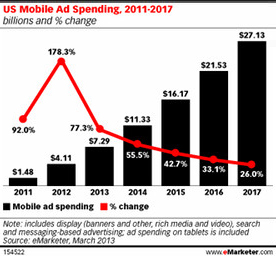 US Mobile Ad Spending, 2011-2017
billions and % change
$27.13
178.3%
$21.53
$16.17
92.0%
77.3%
$11.33
$7.29
55.5%
42.7%
33.1%
26.0%
$4.11
$1.48
2011 2012 2013 2014 2015 2016 2017
Mobile ad spending % change
Note: includes display (banners and other, rich media and video), search
and messaging-based advertising; ad spending on tablets is included
Source: eMarketer, March 2013
154522 www.eMarketer.com